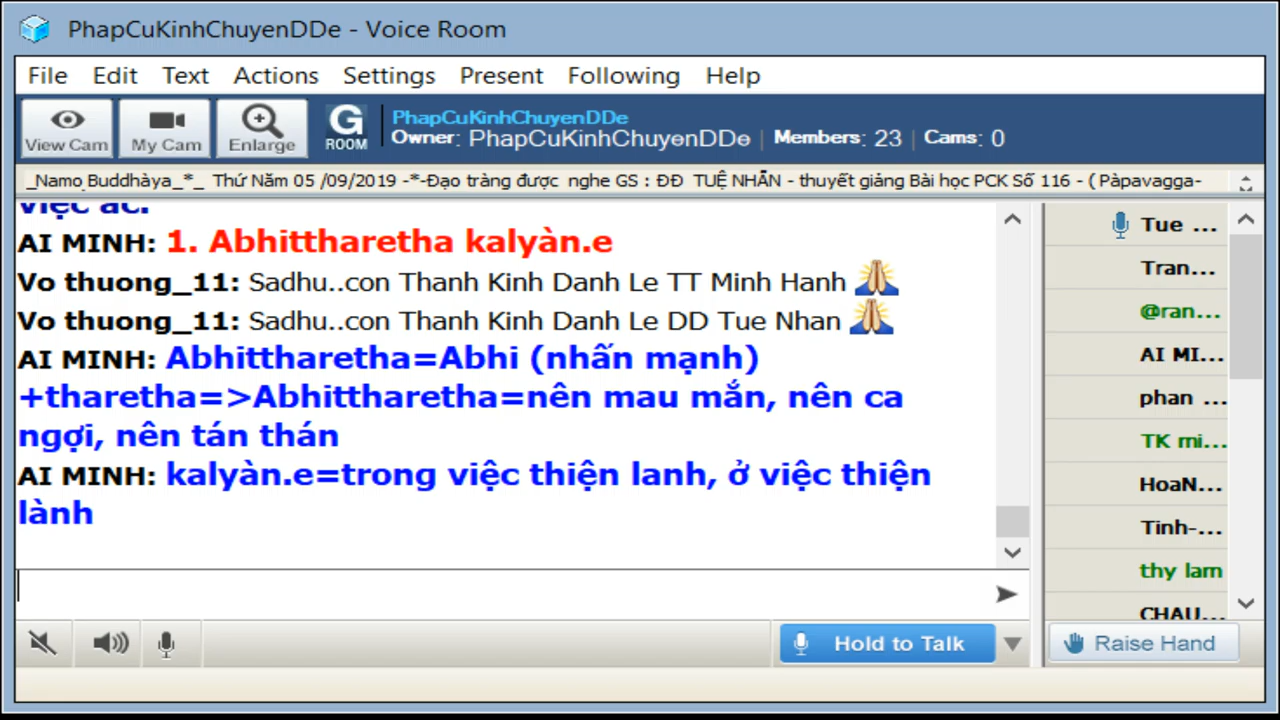 PhapCuKinhChuyenDDe - Voice Room
File Edit Text Actions Settings Present Following Help
View Cam My Cam Enlarge G ROOM
PhapCuKinhChuyenDDe
Owner: PhapCuKinhChuyenDDe | Members: 23 | Cams: 0
_Namo_Buddhàya_*_ Thứ Năm 05 /09/2019 -*-Đạo tràng được nghe GS : ĐĐ TUỆ NHẪN - thuyết giảng Bài học PCK Số 116 - ( Pàpavagga-
việc ác.
AI MINH: 1. Abhittharetha kalyàn.e
Vo thuong_11: Sadhu..con Thanh Kinh Danh Le TT Minh Hanh
Vo thuong_11: Sadhu..con Thanh Kinh Danh Le DD Tue Nhan
AI MINH: Abhittharetha=Abhi (nhấn mạnh)
+tharetha=>Abhittharetha=nên mau mắn, nên ca
ngợi, nên tán thán
AI MINH: kalyàn.e=trong việc thiện lanh, ở việc thiện
lành
Tue ...
Tran...
@ran...
AI MI...
phan ...
TK mi...
HoaN...
Tinh-...
thy lam
CHAU...
Hold to Talk
Raise Hand